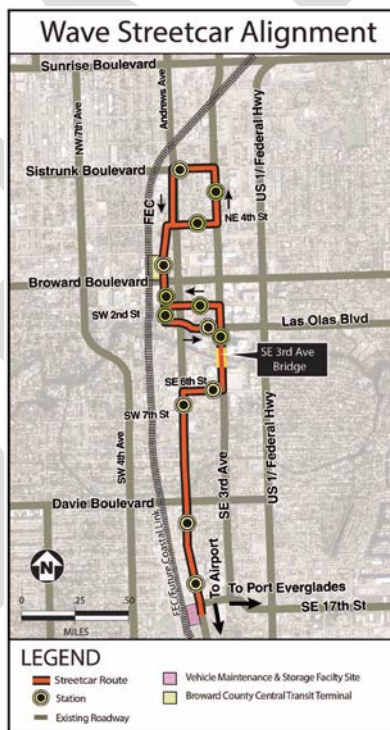 Wave Streetcar Alignment
Sunrise Boulevard
NW 7th Ave
Andrews Ave
US 1/ Federal Hwy
Sistrunk Boulevard
FEC
NE 4th St
Broward Boulevard
SW 2nd St
Las Olas Blvd
SE 3rd Ave
Bridge
SE 6th St
SW 7th St
SW 4th Ave
SE 3rd Ave
US 1/ Federal Hwy
Davie Boulevard
FEC/Future Coastal Link
To Airport
To Port Everglades
SE 17th St
N
0 .25 .50
MILES
LEGEND
Streetcar Route
Station
Existing Roadway
Vehicle Maintenance & Storage Facilty Site
Broward County Central Transit Terminal